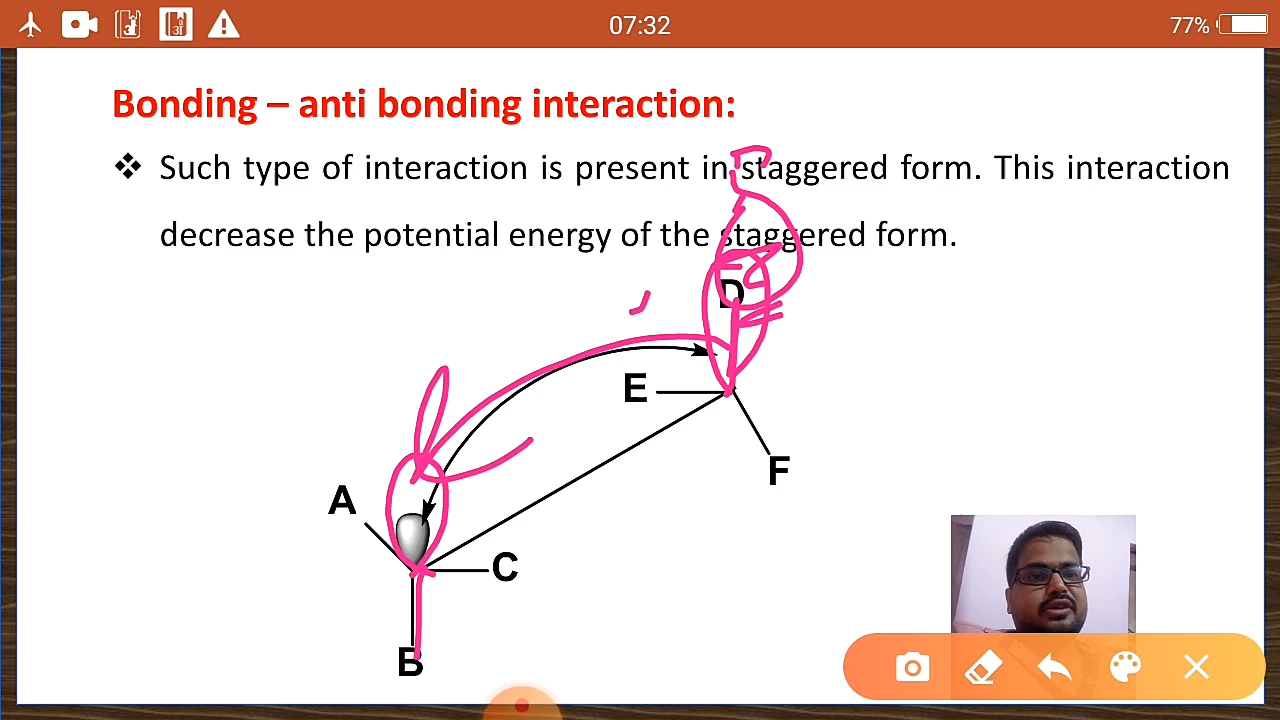 07:32
77%
Bonding – anti bonding interaction:
❖ Such type of interaction is present in staggered form. This interaction
decrease the potential energy of the staggered form.
D
E
F
A
C
B